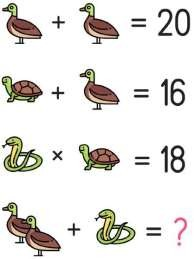 + = 20
+ = 16
× = 18
+ = ?